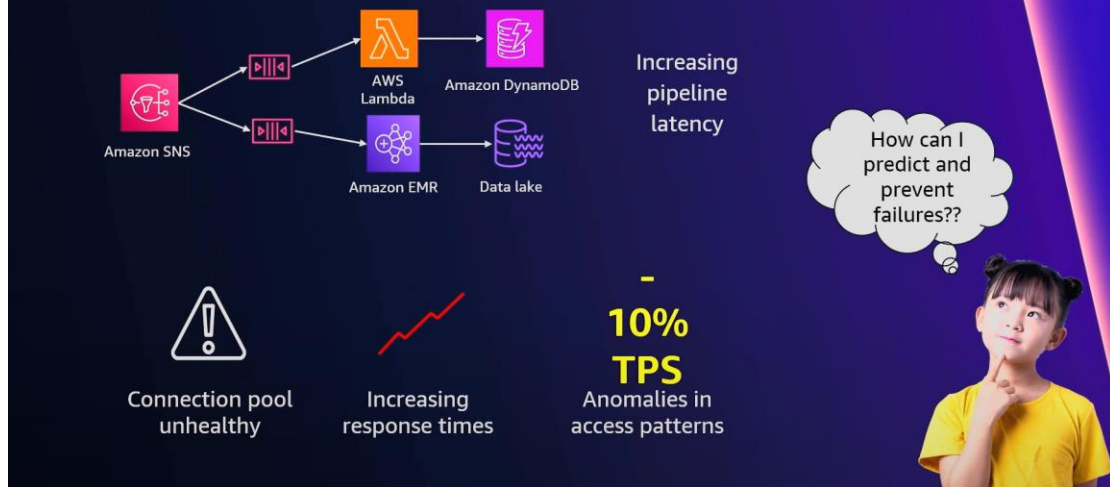 Amazon SNS
AWS
Lambda
Amazon DynamoDB
Amazon EMR
Data lake
Increasing
pipeline
latency
How can I
predict and
prevent
failures??
Connection pool
unhealthy
Increasing
response times
-
10%
TPS
Anomalies in
access patterns